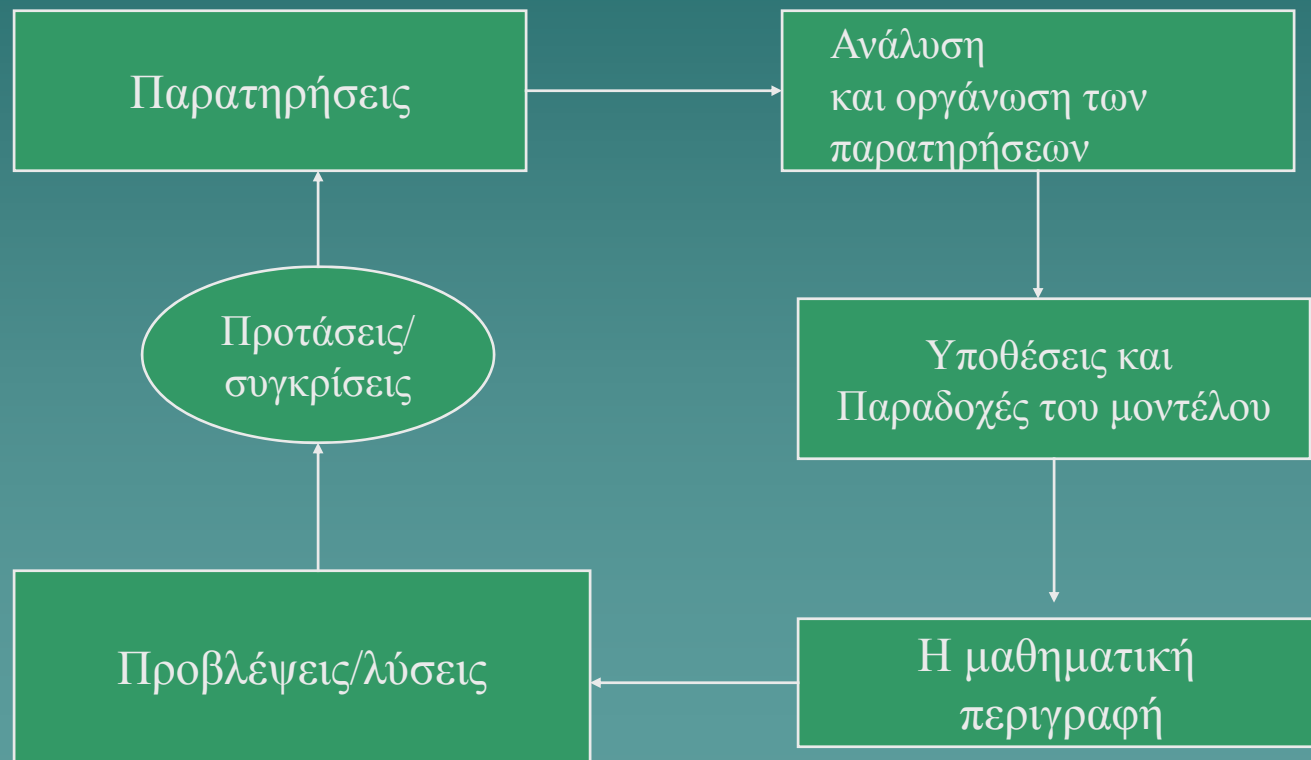 Παρατηρήσεις
Ανάλυση
και οργάνωση των
παρατηρήσεων
Προτάσεις/
συγκρίσεις
Υποθέσεις και
Παραδοχές του μοντέλου
Προβλέψεις/λύσεις
Η μαθηματική
περιγραφή